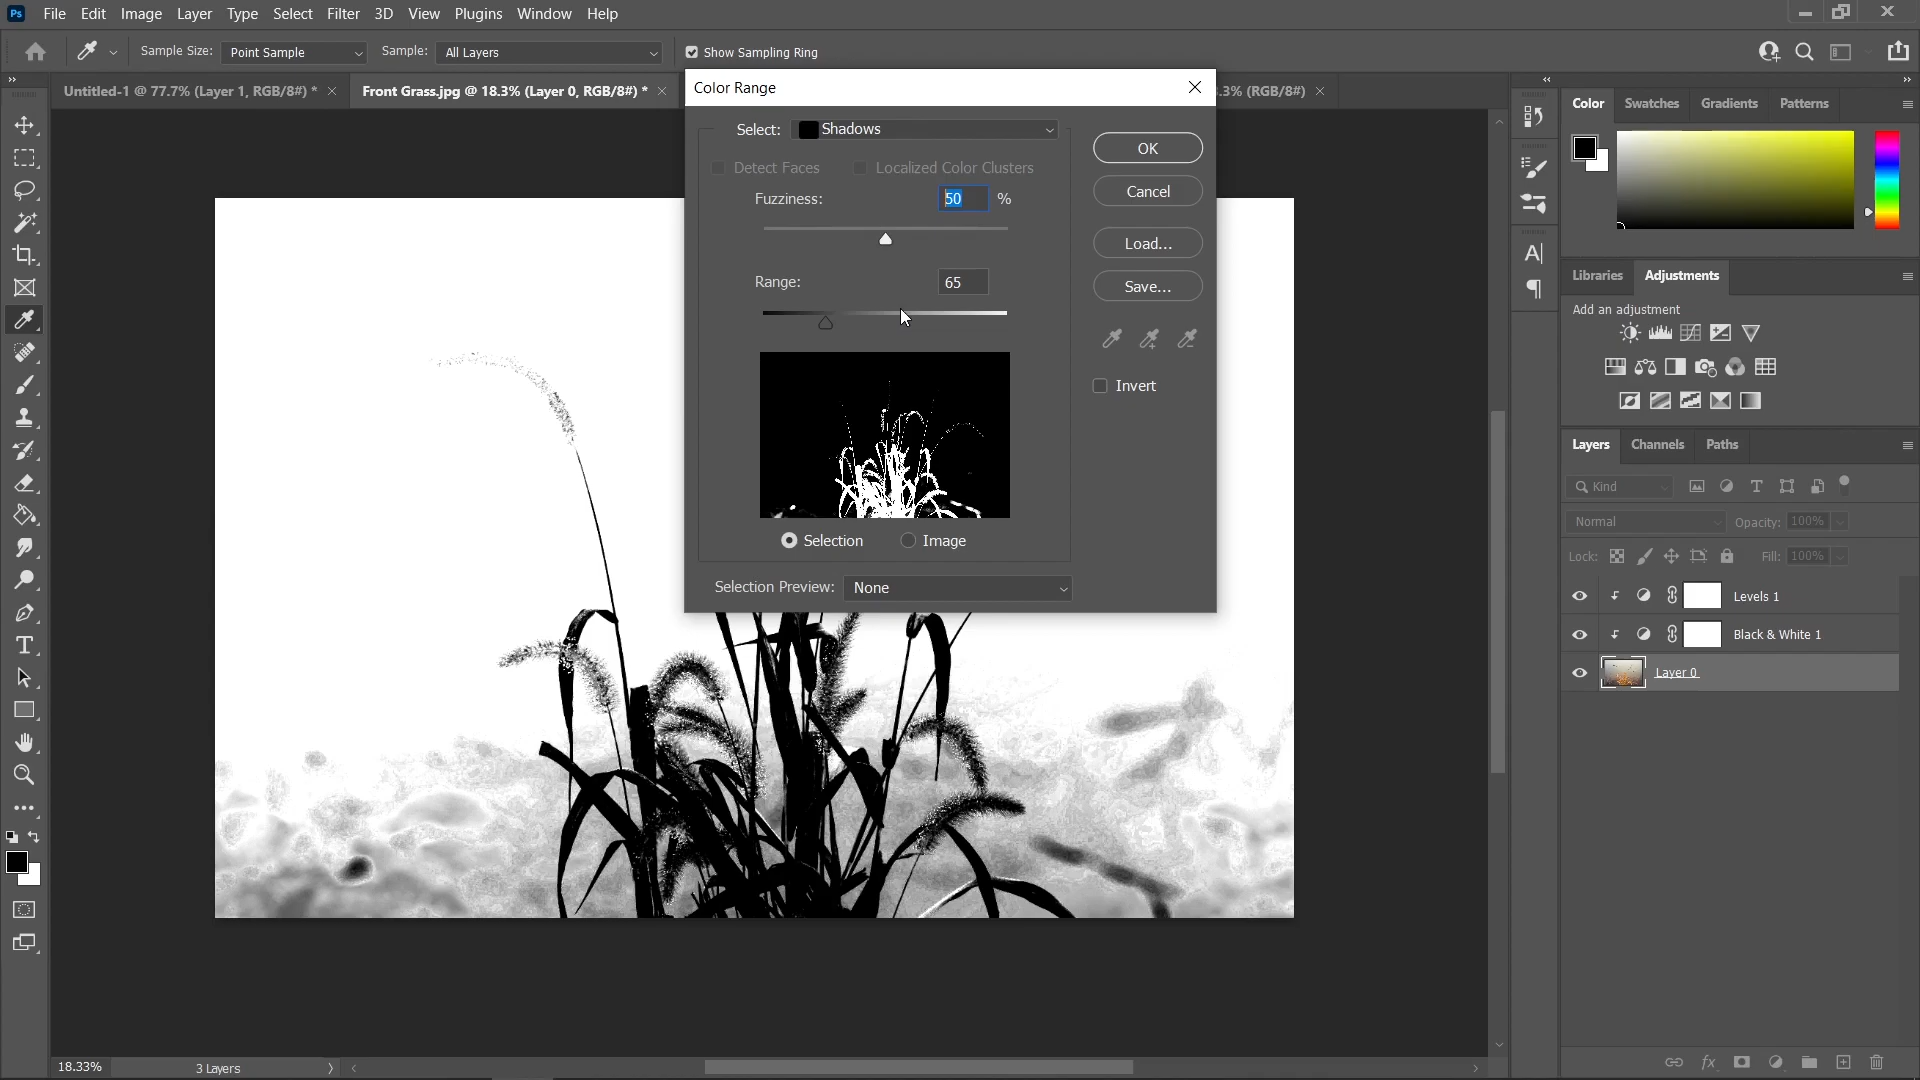 Ps File Edit Image Layer Type Select Filter 3D View Plugins Window Help
Sample Size: Point Sample Sample: All Layers Show Sampling Ring
Untitled-1 @ 77.7% (Layer 1, RGB/8#) *
Front Grass.jpg @ 18.3% (Layer 0, RGB/8#) *
.3% (RGB/8#)
Color Range
Select: Shadows
Detect Faces Localized Color Clusters
Fuzziness: 50 %
Range: 65
Selection Image
Selection Preview: None
OK
Cancel
Load...
Save...
Invert
Color Swatches Gradients Patterns
Libraries Adjustments
Add an adjustment
Layers Channels Paths
Kind
Normal Opacity: 100%
Lock: Fill: 100%
Levels 1
Black & White 1
Layer 0
18.33% 3 Layers